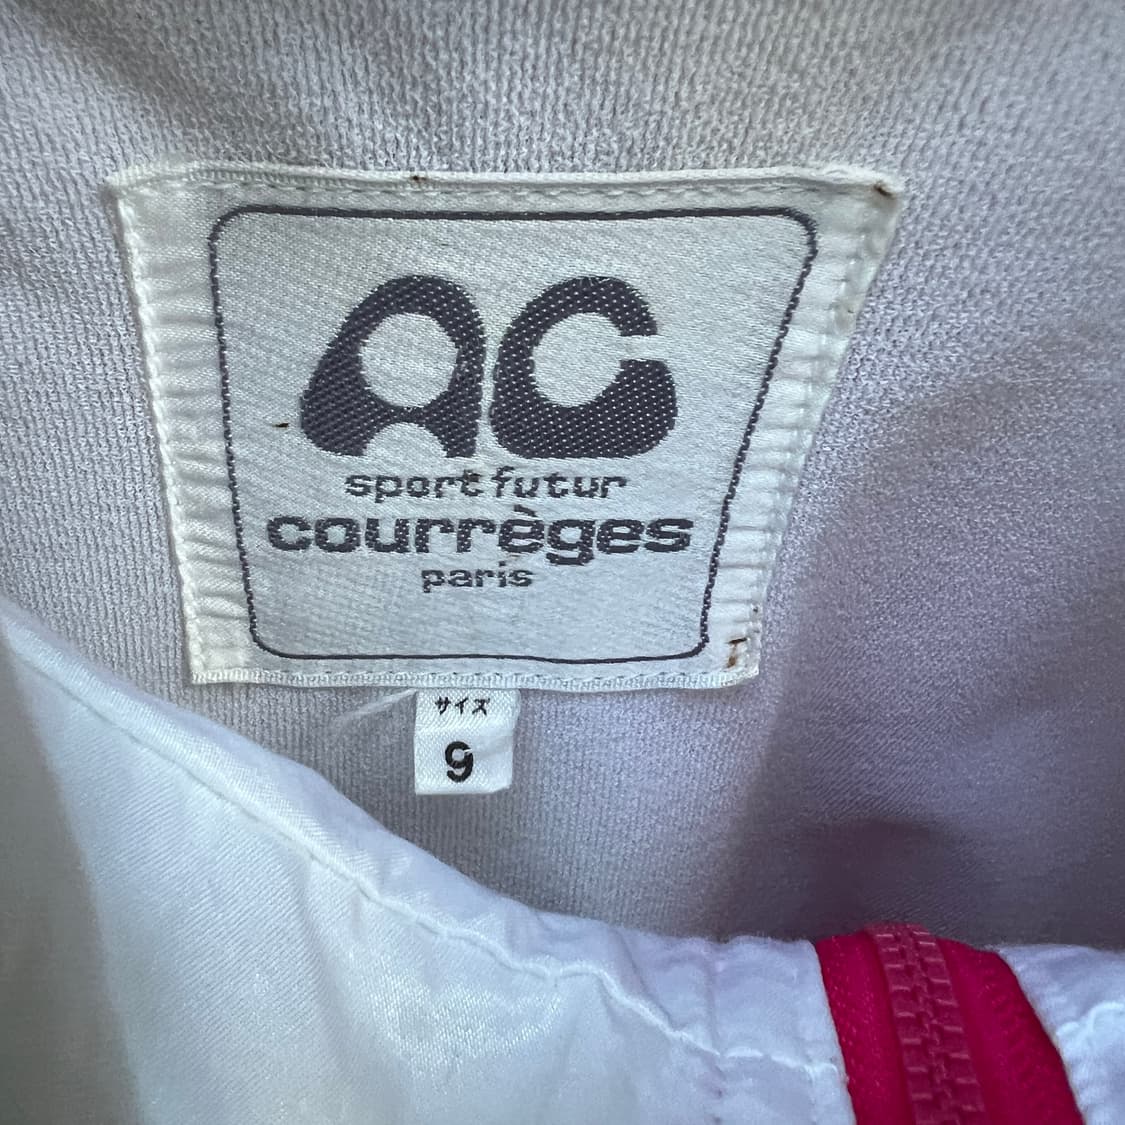 AC
sport futur
courrèges
paris
サイズ
9